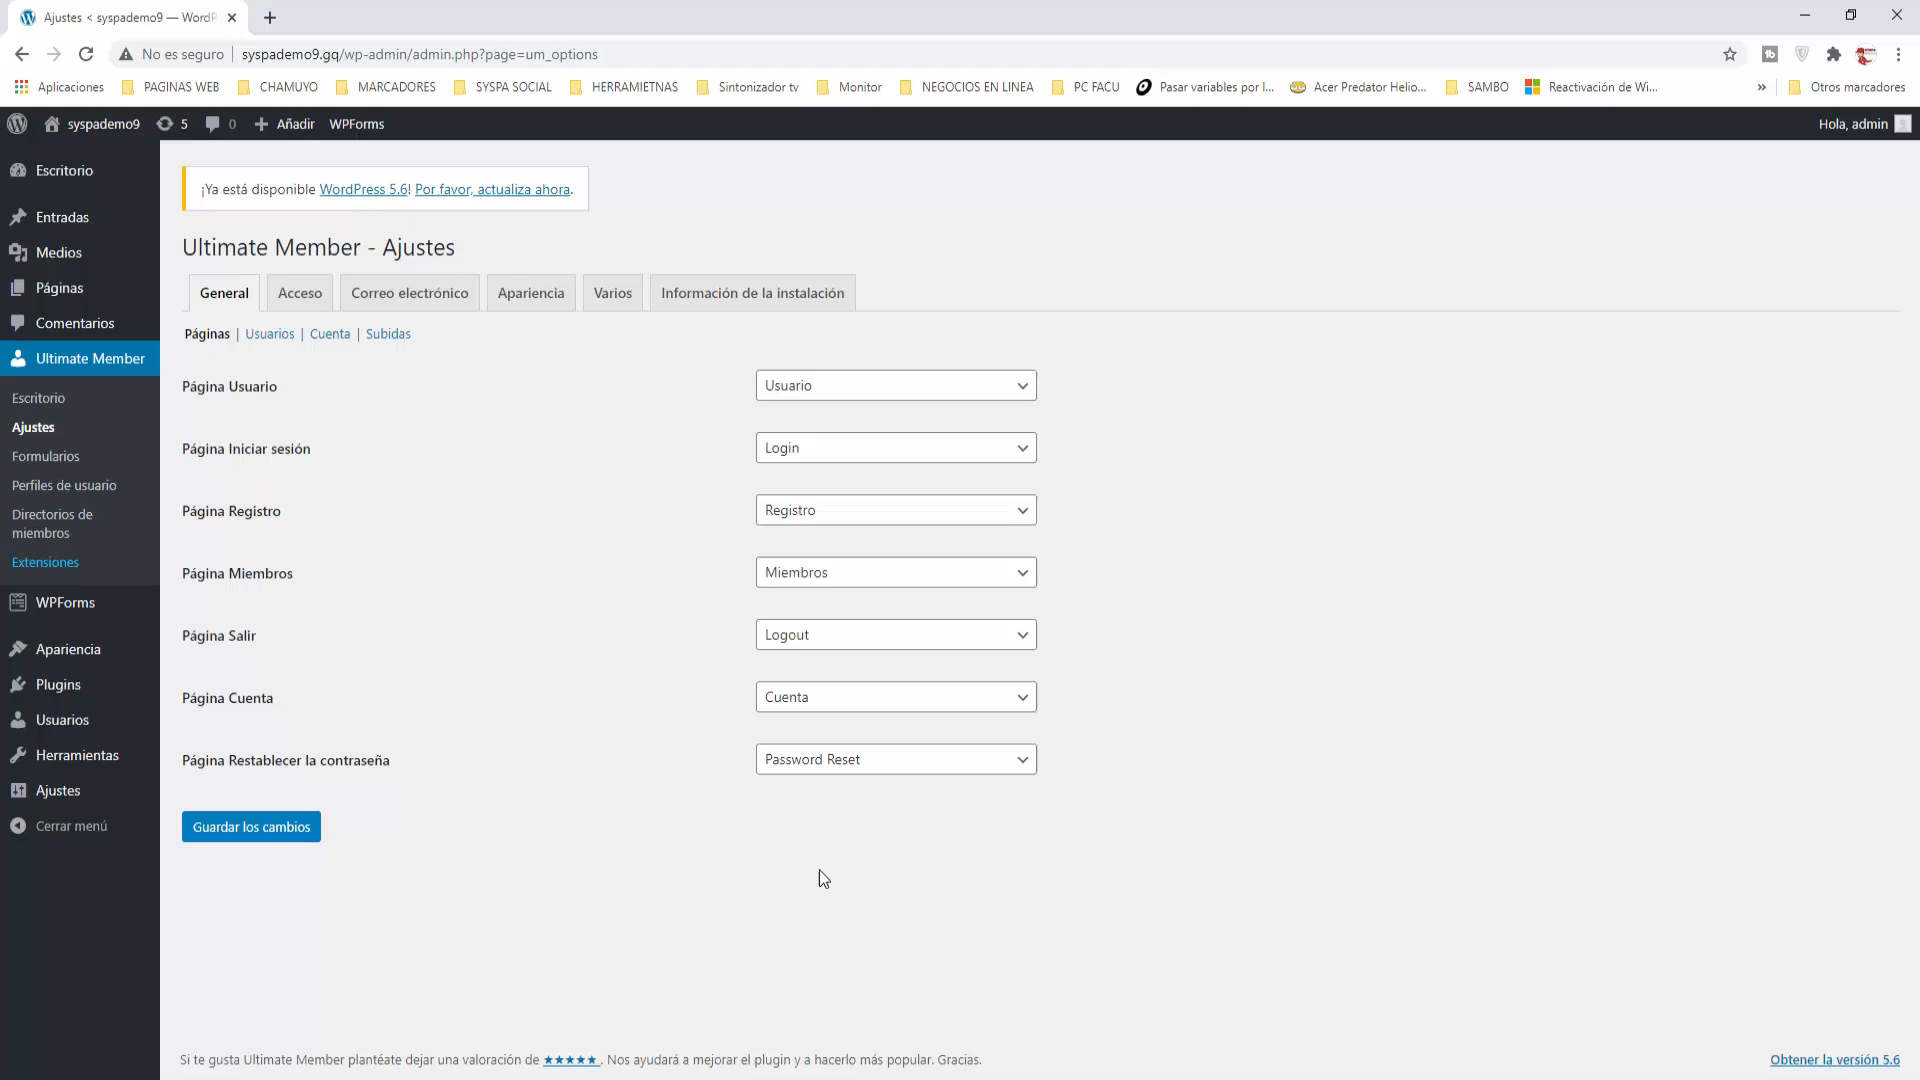 Ajustes < syspademo9 — WordP
No es seguro
syspademo9.gq/wp-admin/admin.php?page=um_options
Aplicaciones
PAGINAS WEB
CHAMUYO
MARCADORES
SYSPA SOCIAL
HERRAMIETNAS
Sintonizador tv
Monitor
NEGOCIOS EN LINEA
PC FACU
Pasar variables por l...
Acer Predator Helio...
SAMBO
Reactivación de Wi...
»
Otros marcadores
syspademo9
5
0
Añadir
WPForms
Hola, admin
Escritorio
Entradas
Medios
Páginas
Comentarios
Ultimate Member
Escritorio
Ajustes
Formularios
Perfiles de usuario
Directorios de
miembros
Extensiones
WPForms
Apariencia
Plugins
Usuarios
Herramientas
Ajustes
Cerrar menú
¡Ya está disponible WordPress 5.6! Por favor, actualiza ahora.
Ultimate Member - Ajustes
General
Acceso
Correo electrónico
Apariencia
Varios
Información de la instalación
Páginas | Usuarios | Cuenta | Subidas
Página Usuario
Usuario
Página Iniciar sesión
Login
Página Registro
Registro
Página Miembros
Miembros
Página Salir
Logout
Página Cuenta
Cuenta
Página Restablecer la contraseña
Password Reset
Guardar los cambios
Si te gusta Ultimate Member plantéate dejar una valoración de ★★★★★ . Nos ayudará a mejorar el plugin y a hacerlo más popular. Gracias.
Obtener la versión 5.6